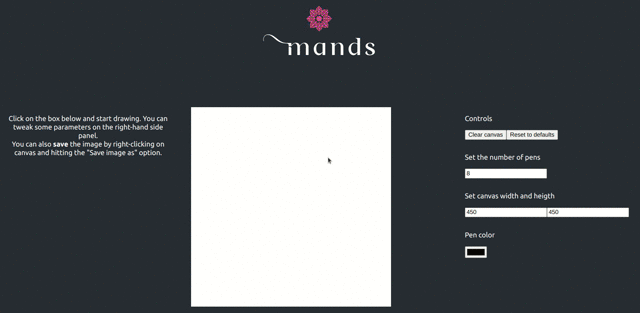 mands
Click on the box below and start drawing. You can
tweak some parameters on the right-hand side
panel.
You can also save the image by right-clicking on
canvas and hitting the "Save image as" option.
Controls
Clear canvas Reset to defaults
Set the number of pens
8
Set canvas width and heigth
450 450
Pen color